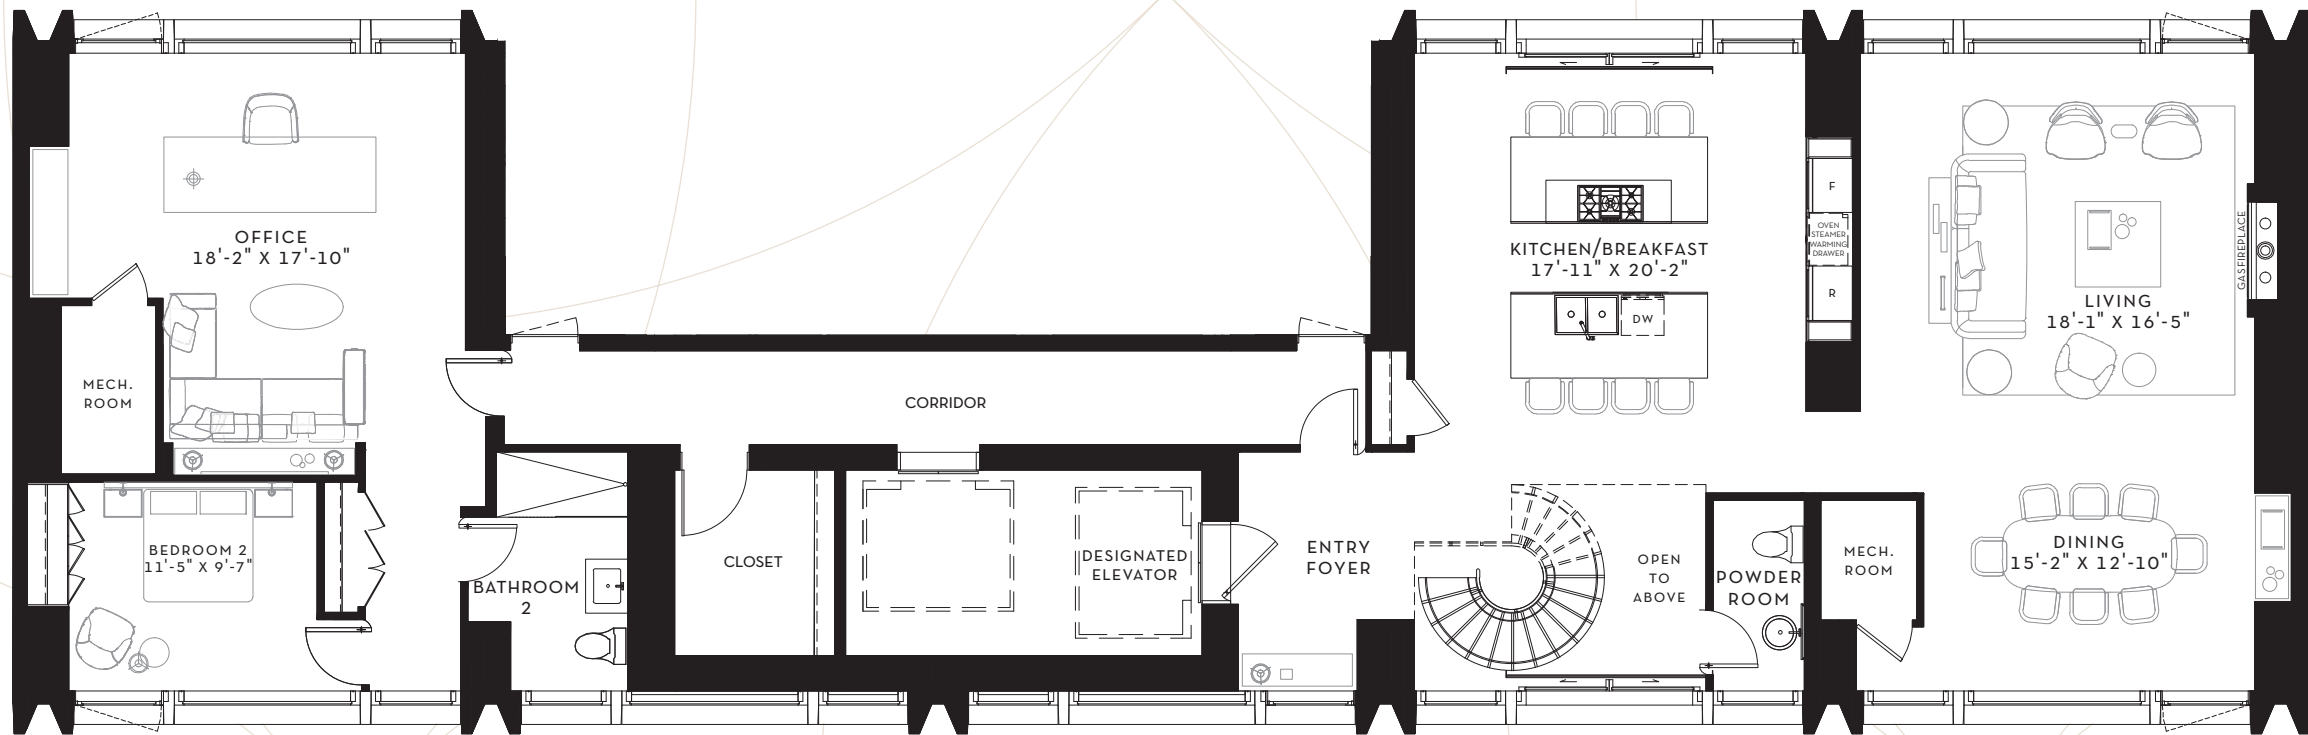 OFFICE
18'-2" X 17'-10"
MECH.
ROOM
BEDROOM 2
11'-5" X 9'-7"
BATHROOM
2
CORRIDOR
CLOSET
DESIGNATED
ELEVATOR
ENTRY
FOYER
KITCHEN/BREAKFAST
17'-11" X 20'-2"
DW
F
OVEN
STEAMER
WARMING
DRAWER
R
OPEN
TO
ABOVE
POWDER
ROOM
MECH.
ROOM
LIVING
18'-1" X 16'-5"
GAS FIREPLACE
DINING
15'-2" X 12'-10"